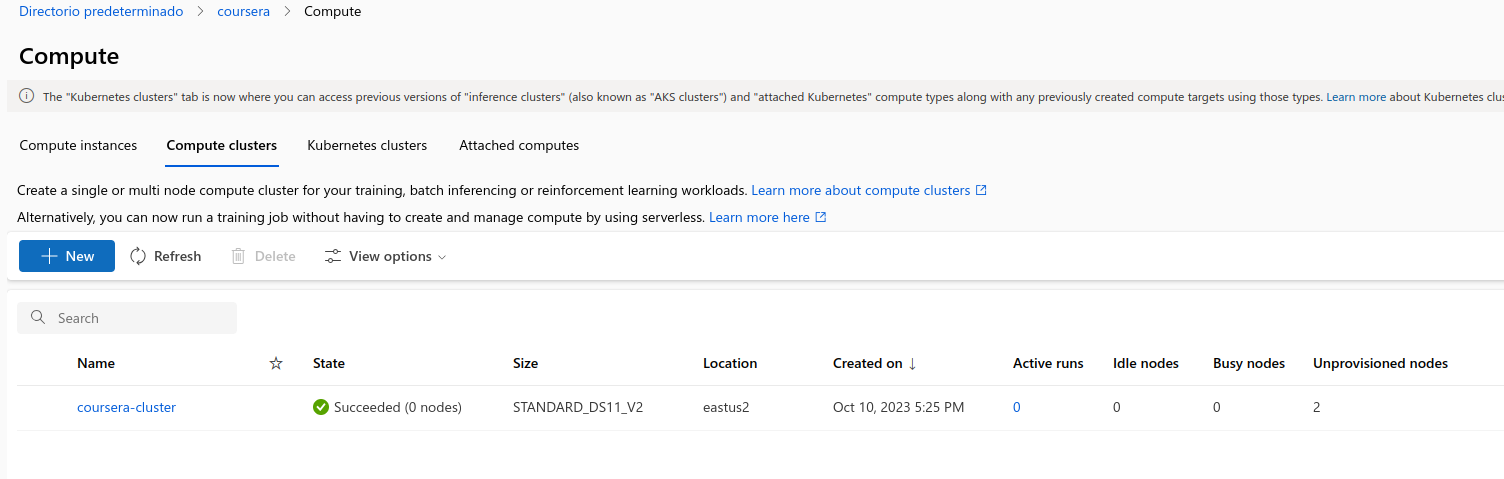 Directorio predeterminado > coursera > Compute
Compute
The "Kubernetes clusters" tab is now where you can access previous versions of "inference clusters" (also known as "AKS clusters") and "attached Kubernetes" compute types along with any previously created compute targets using those types. Learn more about Kubernetes
Compute instances Compute clusters Kubernetes clusters Attached computes
Create a single or multi node compute cluster for your training, batch inferencing or reinforcement learning workloads. Learn more about compute clusters
Alternatively, you can now run a training job without having to create and manage compute by using serverless. Learn more here
New Refresh Delete View options
Search
Name State Size Location Created on ↓ Active runs Idle nodes Busy nodes Unprovisioned nodes
coursera-cluster Succeeded (0 nodes) STANDARD_DS11_V2 eastus2 Oct 10, 2023 5:25 PM 0 0 0 2